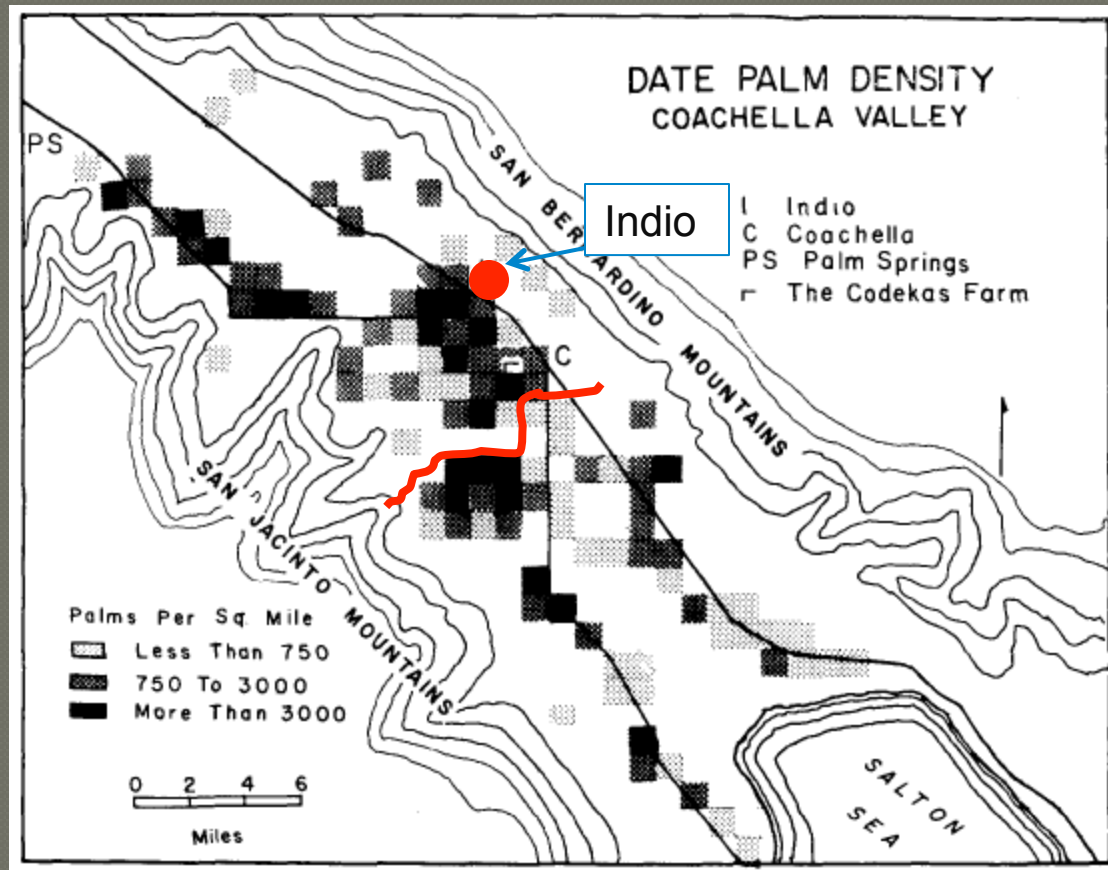 DATE PALM DENSITY
COACHELLA VALLEY
PS
SAN BERNARDINO MOUNTAINS
Indio
I Indio
C Coachella
PS Palm Springs
The Codekas Farm
C
SAN JACINTO MOUNTAINS
Palms Per Sq. Mile
Less Than 750
750 To 3000
More Than 3000
0 2 4 6
Miles
SALTON
SEA